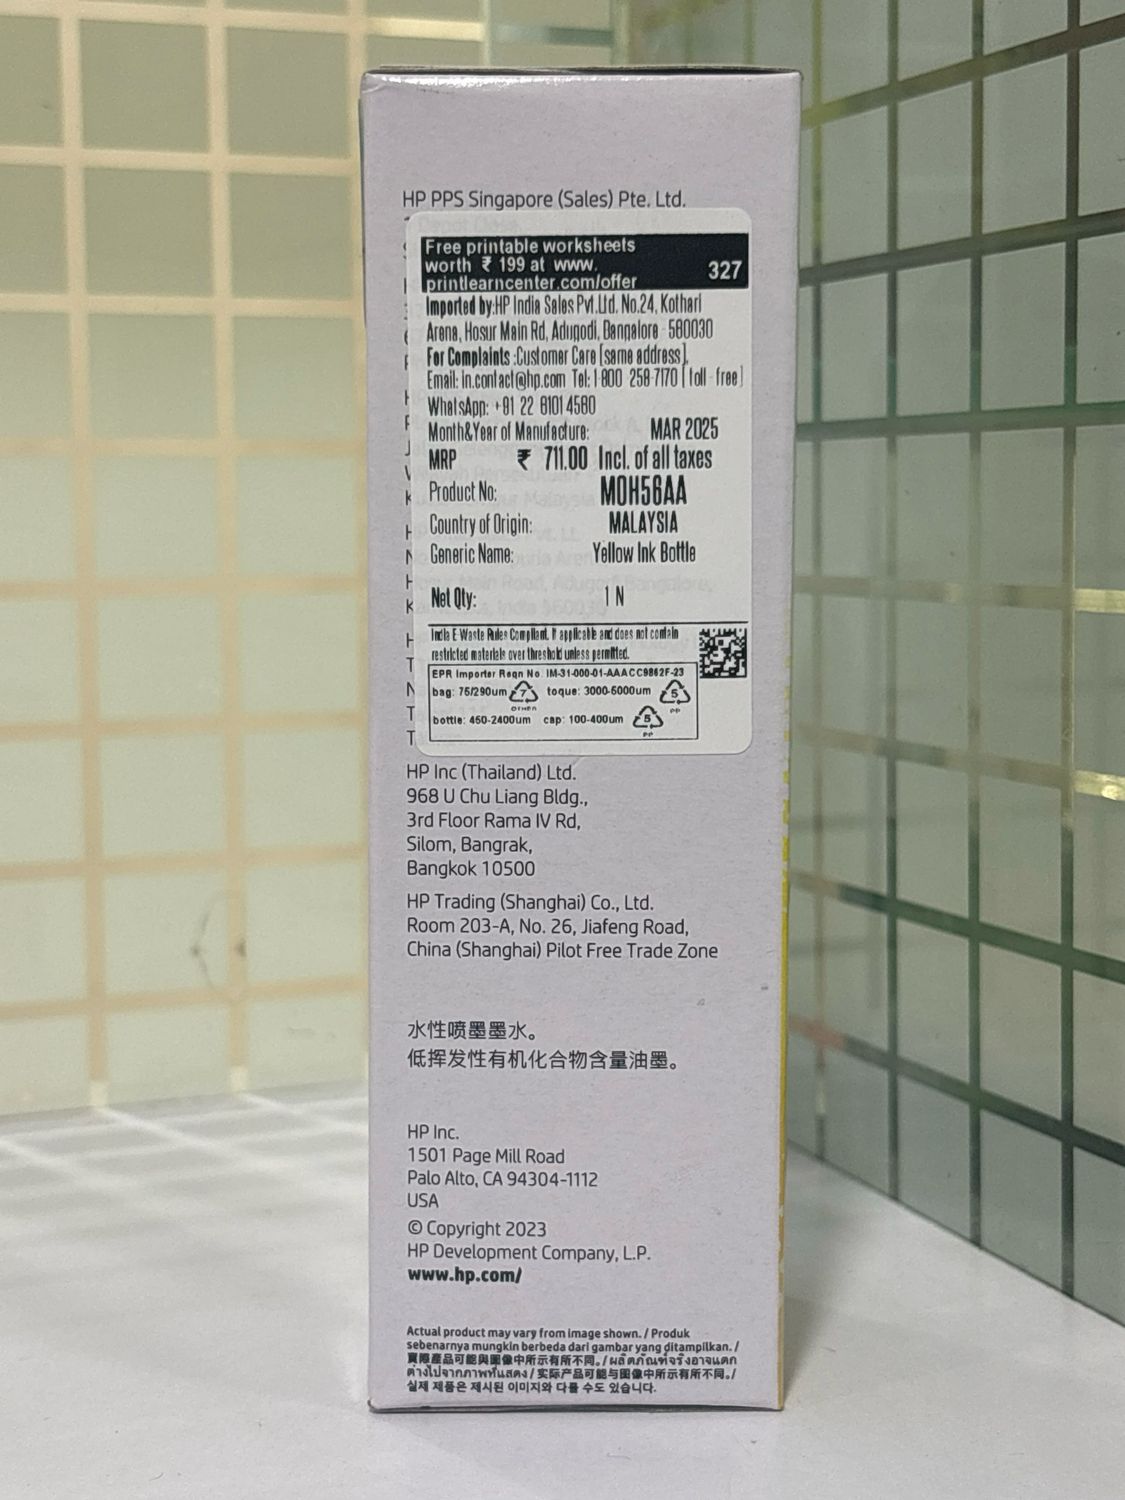 HP PPS Singapore (Sales) Pte. Ltd.
Free printable worksheets
worth ₹ 199 at www.
printlearncenter.com/offer
327
Imported by:HP India Sales Pvt.Ltd. No.24, Kothari
Arena, Hosur Main Rd, Adugodi, Bangalore - 560030
For Complaints :Customer Care (same address),
Email: in.contact@hp.com Tel: 1-800-258-7170 (toll-free)
WhatsApp: +91 22 6101 4580
Month&Year of Manufacture: MAR 2025
MRP ₹ 711.00 Incl. of all taxes
Product No: M0H56AA
Country of Origin: MALAYSIA
Generic Name: Yellow Ink Bottle
Net Qty: 1 N
India E-Waste Rules Compliant. If applicable and does not contain
restricted materials over threshold unless permitted.
EPR Importer Regn No: IM-31-000-01-AAACC9862F-23
bag: 75/290um 7 OTHER toque: 3000-5000um 5 PP
bottle: 450-2400um cap: 100-400um 5 PP
HP Inc (Thailand) Ltd.
968 U Chu Liang Bldg.,
3rd Floor Rama IV Rd,
Silom, Bangrak,
Bangkok 10500
HP Trading (Shanghai) Co., Ltd.
Room 203-A, No. 26, Jiafeng Road,
China (Shanghai) Pilot Free Trade Zone
水性喷墨墨水。
低挥发性有机化合物含量油墨。
HP Inc.
1501 Page Mill Road
Palo Alto, CA 94304-1112
USA
© Copyright 2023
HP Development Company, L.P.
www.hp.com/
Actual product may vary from image shown. / Produk
sebenarnya mungkin berbeda dari gambar yang ditampilkan. /
實際產品可能與圖像中所示有所不同。/ ผลิตภัณฑ์จริงอาจแตก
ต่างไปจากภาพที่แสดง / 实际产品可能与图像中所示有所不同。/
실제 제품은 제시된 이미지와 다를 수도 있습니다.